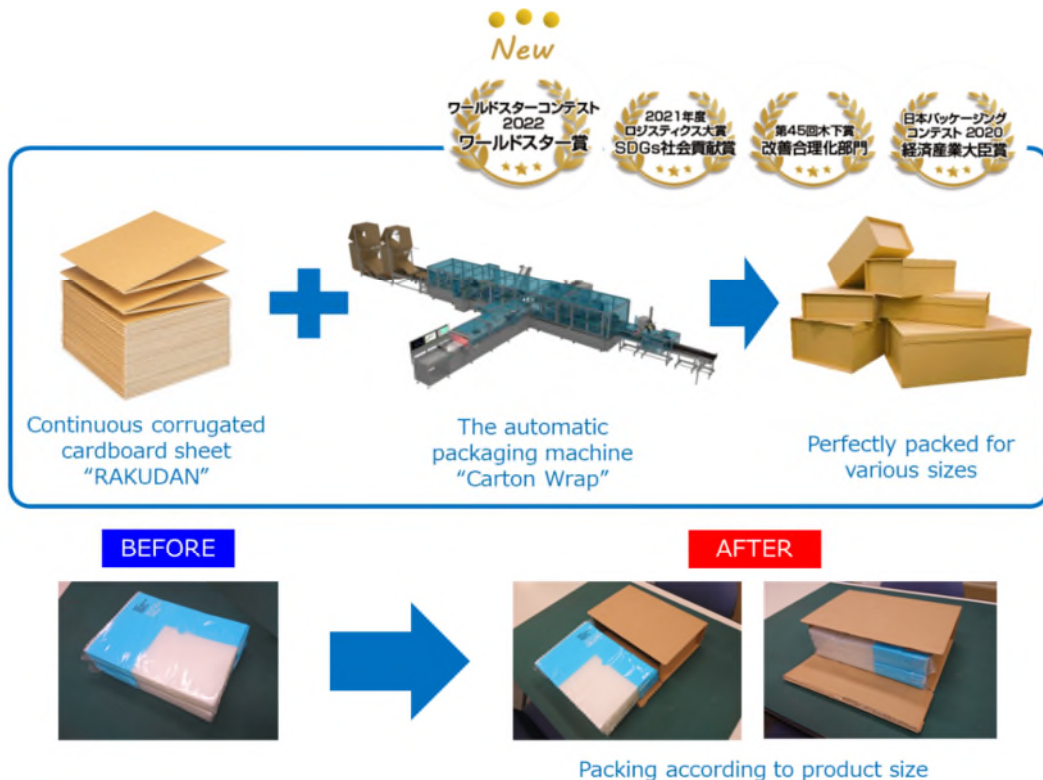 New
ワールドスターコンテスト
2022
ワールドスター賞
2021年度
ロジスティクス大賞
SDGs社会貢献賞
第45回木下賞
改善合理化部門
日本パッケージング
コンテスト 2020
経済産業大臣賞
Continuous corrugated
cardboard sheet
“RAKUDAN”
The automatic
packaging machine
“Carton Wrap”
Perfectly packed for
various sizes
BEFORE
AFTER
Packing according to product size